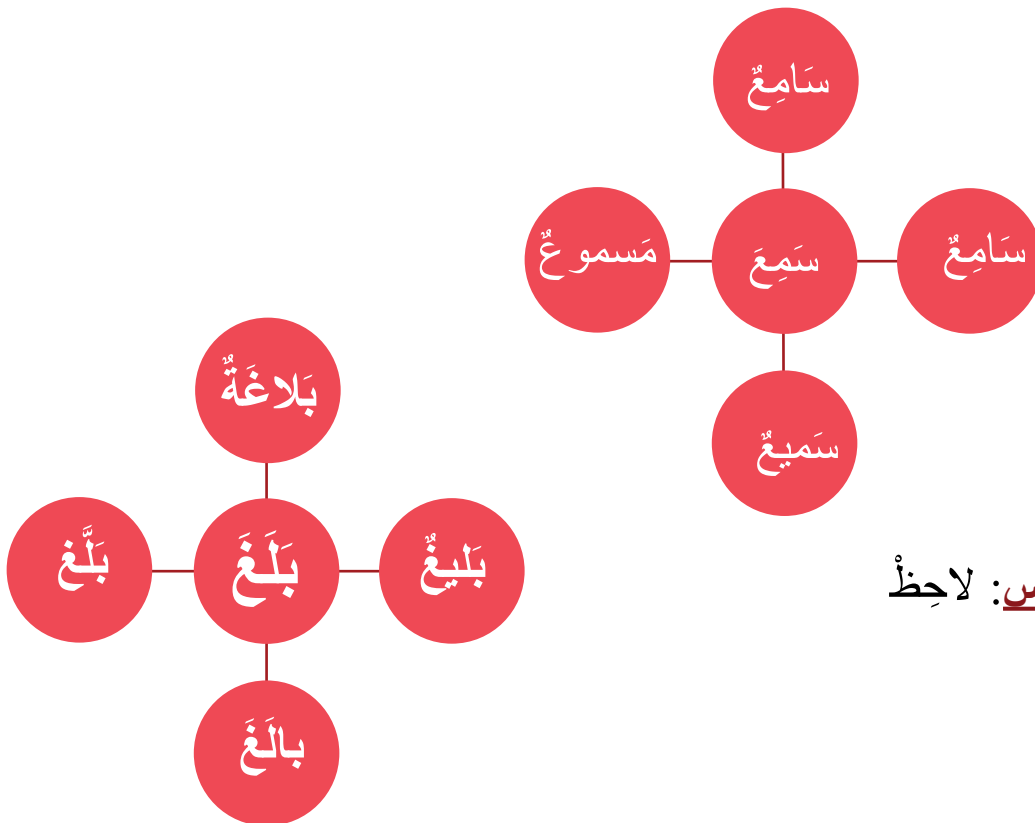 سَامِعٌ
سَامِعٌ
سَمِعَ
مَسموعٌ
سَميعٌ
بَلاغَةٌ
بَليغٌ
بَلَغَ
بَلَّغ
بالَغَ
: لاحِظْ